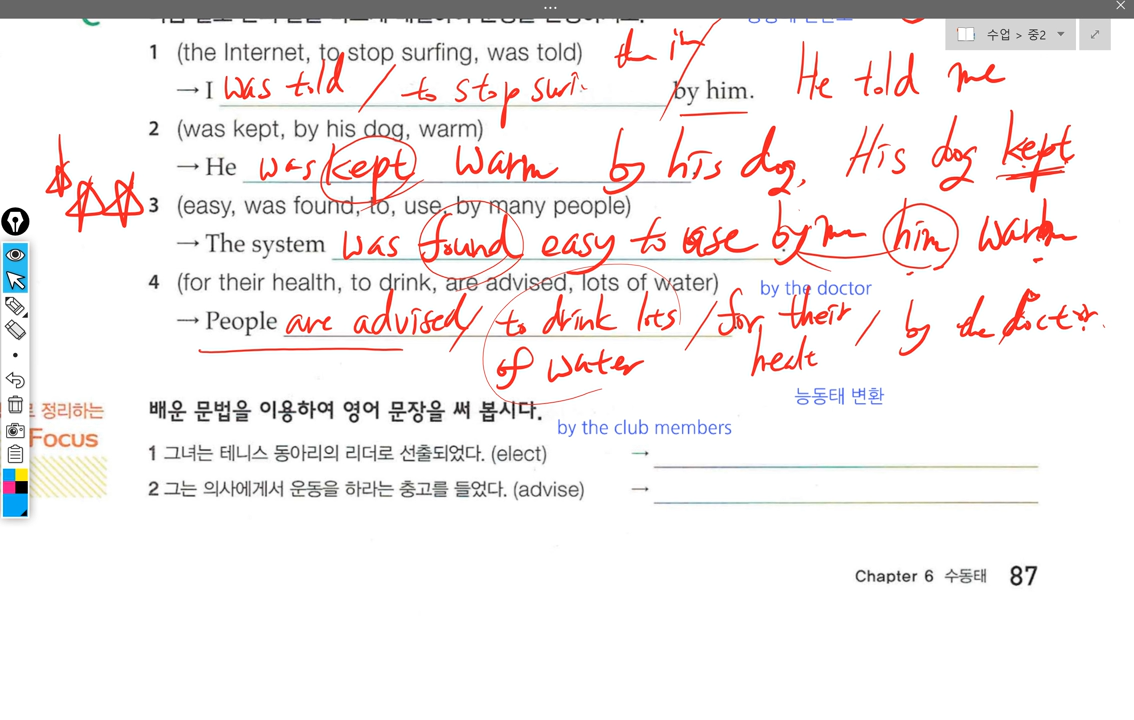 수업 > 중2
1 (the Internet, to stop surfing, was told)
the in
→ I was told / to stop surfi / by him. He told me
2 (was kept, by his dog, warm)
→ He was kept warm by his dog, His dog kept
3 (easy, was found, to, use, by many people)
→ The system was found easy to use by m him warm
4 (for their health, to drink, are advised, lots of water)
by the doctor
→ People are advised / to drink lots / for their / by the doctor.
of water healt
능동태 변환
정리하는
Focus
배운 문법을 이용하여 영어 문장을 써 봅시다.
by the club members
1 그녀는 테니스 동아리의 리더로 선출되었다. (elect) →
2 그는 의사에게서 운동을 하라는 충고를 들었다. (advise) →
Chapter 6 수동태 87